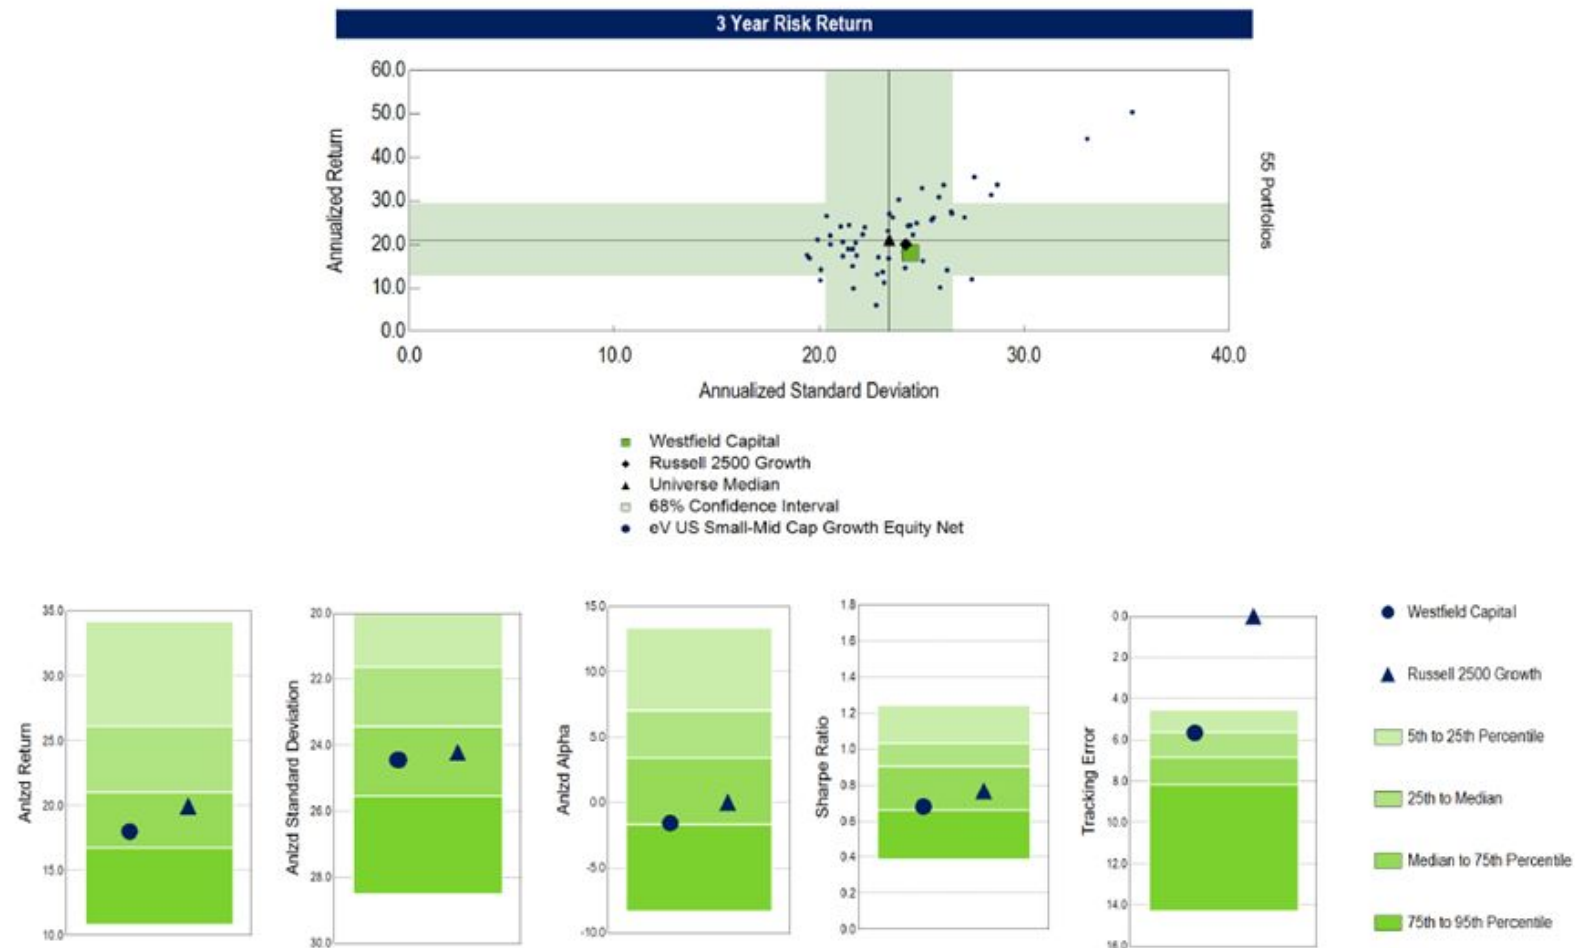 3 Year Risk Return
60.0
50.0
40.0
30.0
20.0
10.0
0.0
0.0 10.0 20.0 30.0 40.0
Annualized Return
Annualized Standard Deviation
55 Portfolios
Westfield Capital
Russell 2500 Growth
Universe Median
68% Confidence Interval
eV US Small-Mid Cap Growth Equity Net
Anlzd Return
35.0
30.0
25.0
20.0
15.0
10.0
Anlzd Standard Deviation
20.0
22.0
24.0
26.0
28.0
30.0
Anlzd Alpha
15.0
10.0
5.0
0.0
-5.0
-10.0
Sharpe Ratio
1.8
1.6
1.4
1.2
1.0
0.8
0.6
0.4
0.2
0.0
Tracking Error
0.0
2.0
4.0
6.0
8.0
10.0
12.0
14.0
16.0
Westfield Capital
Russell 2500 Growth
5th to 25th Percentile
25th to Median
Median to 75th Percentile
75th to 95th Percentile